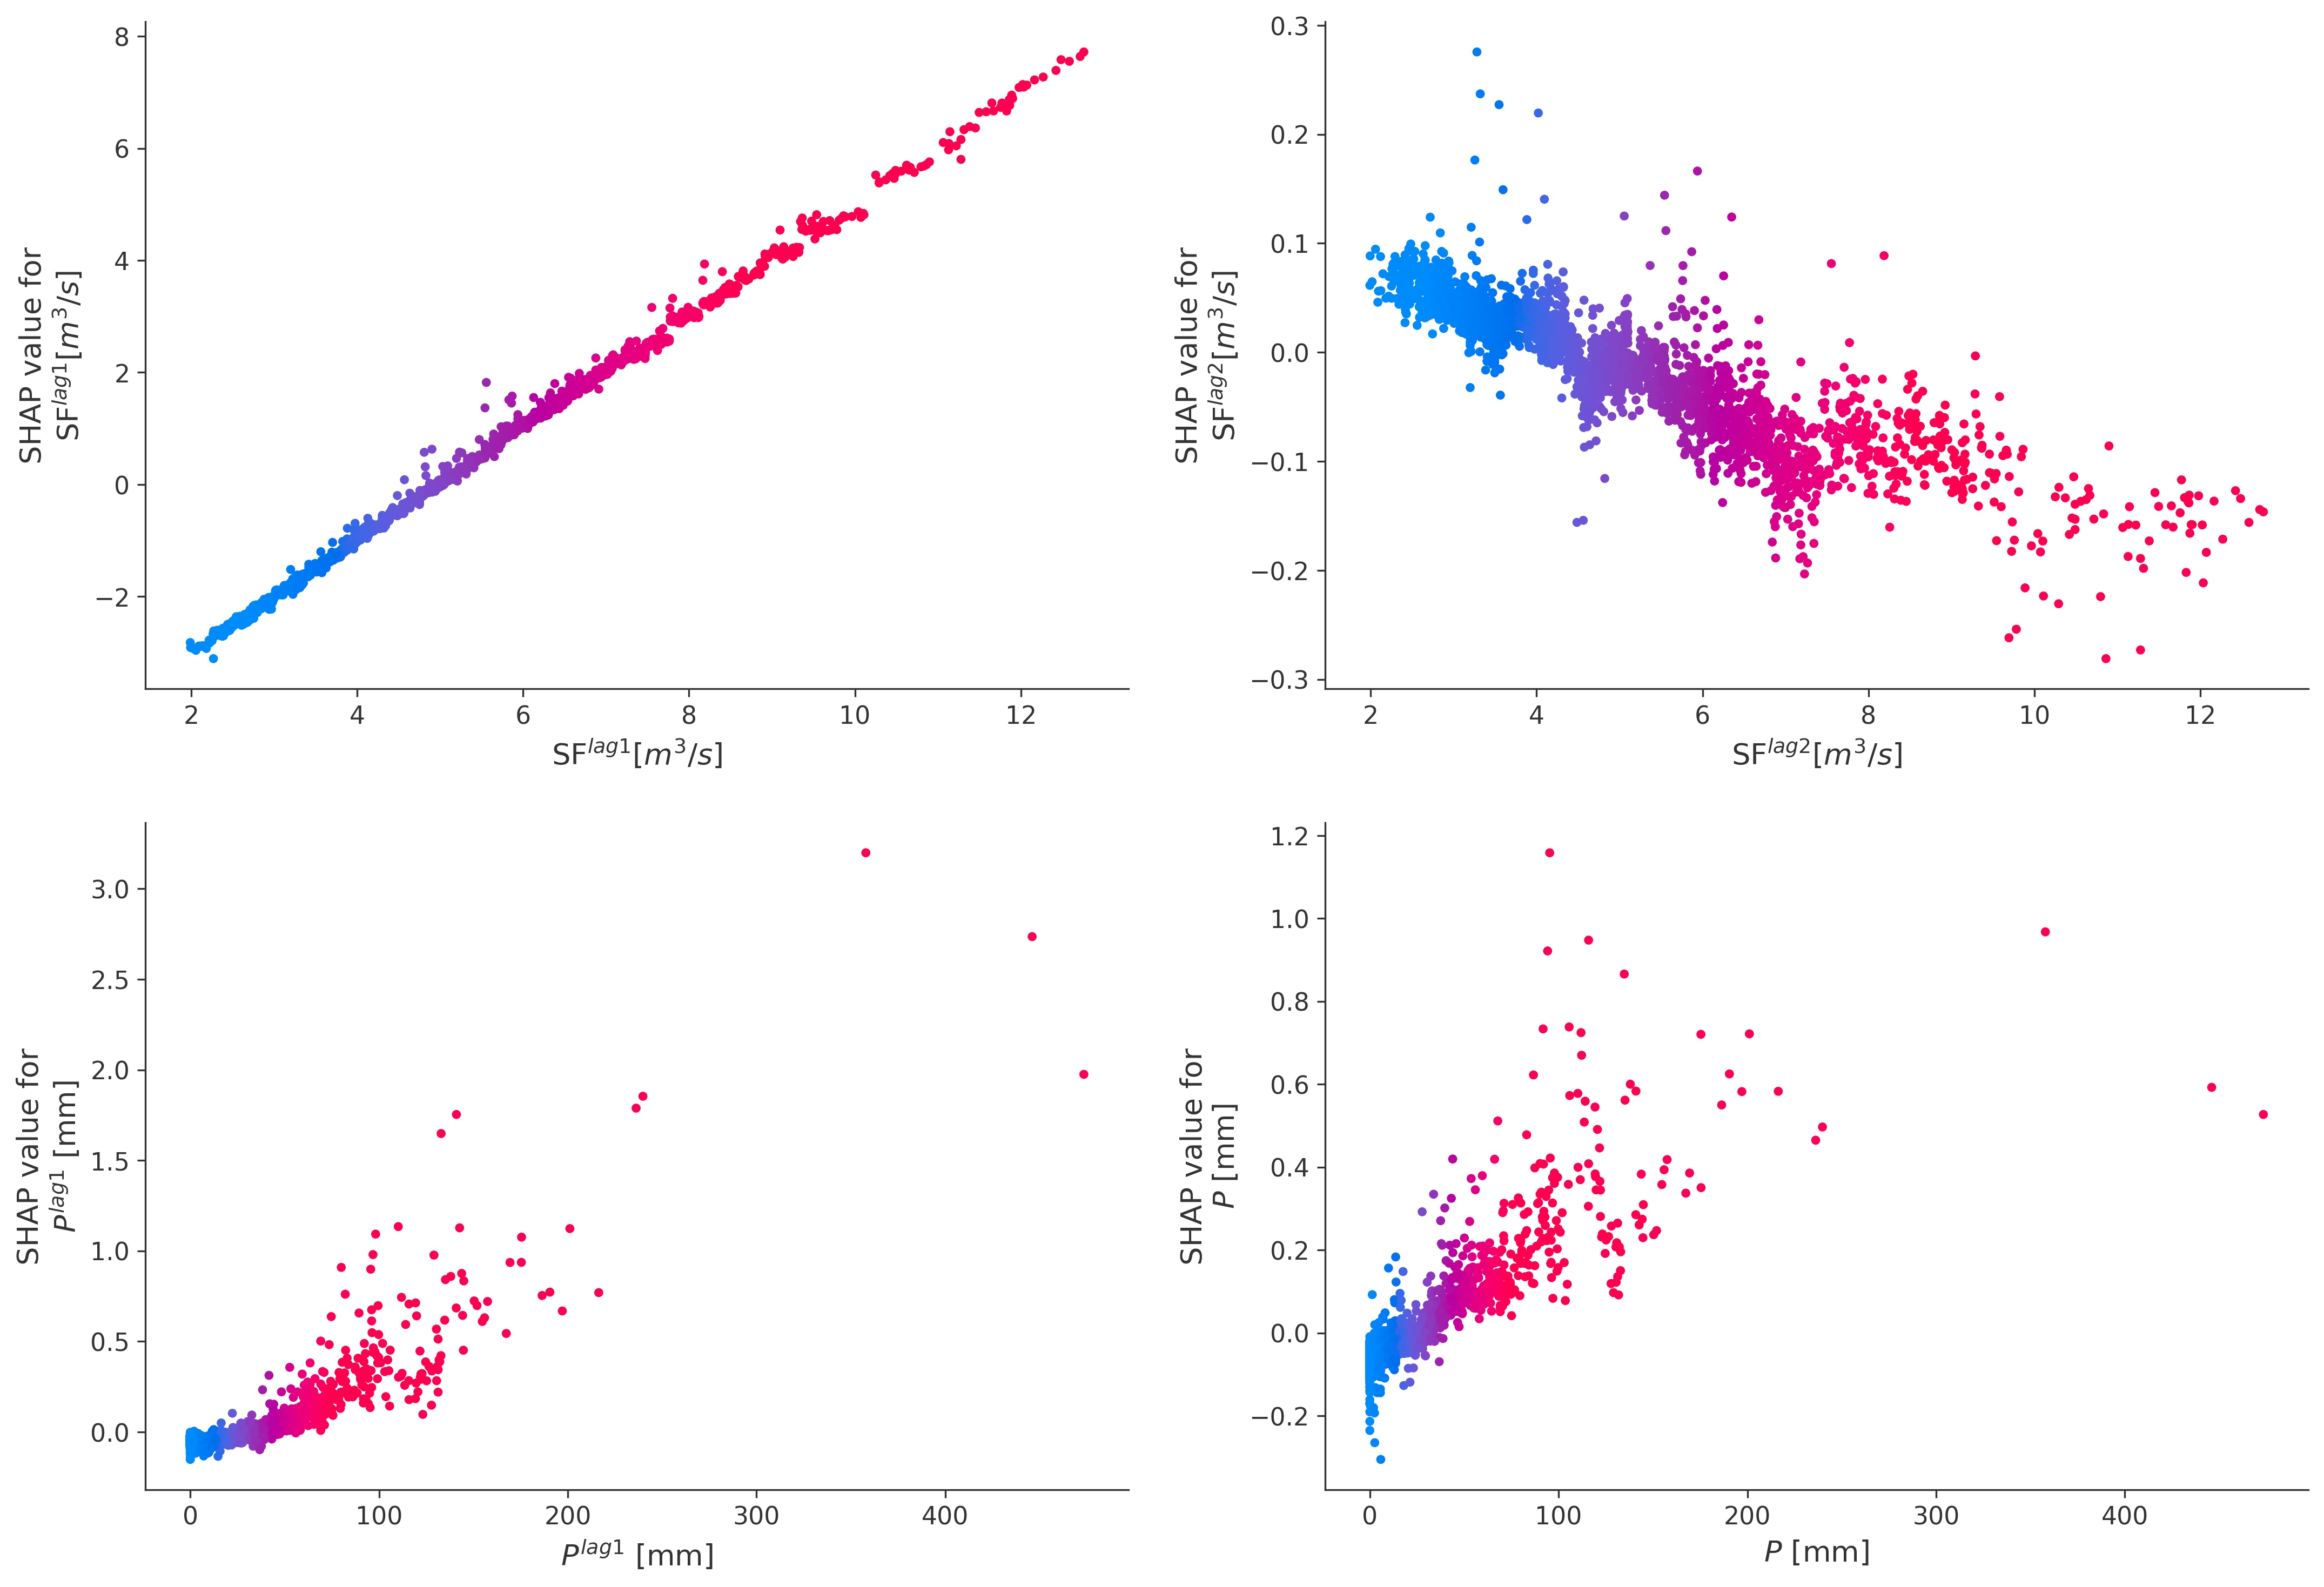 8
6
4
2
0
−2
SHAP value for
SF^{lag1}[m^3/s]
2 4 6 8 10 12
SF^{lag1}[m^3/s]
0.3
0.2
0.1
0.0
−0.1
−0.2
−0.3
SHAP value for
SF^{lag2}[m^3/s]
2 4 6 8 10 12
SF^{lag2}[m^3/s]
3.0
2.5
2.0
1.5
1.0
0.5
0.0
SHAP value for
P^{lag1} [mm]
0 100 200 300 400
P^{lag1} [mm]
1.2
1.0
0.8
0.6
0.4
0.2
0.0
−0.2
SHAP value for
P [mm]
0 100 200 300 400
P [mm]